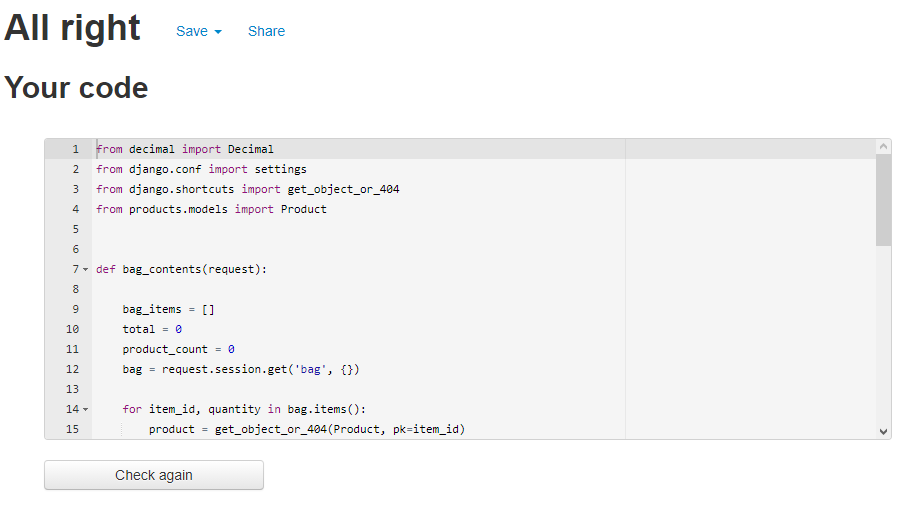 All right Save Share
Your code
1 from decimal import Decimal
2 from django.conf import settings
3 from django.shortcuts import get_object_or_404
4 from products.models import Product
5
6
7 def bag_contents(request):
8
9 bag_items = []
10 total = 0
11 product_count = 0
12 bag = request.session.get('bag', {})
13
14 for item_id, quantity in bag.items():
15 product = get_object_or_404(Product, pk=item_id)
Check again